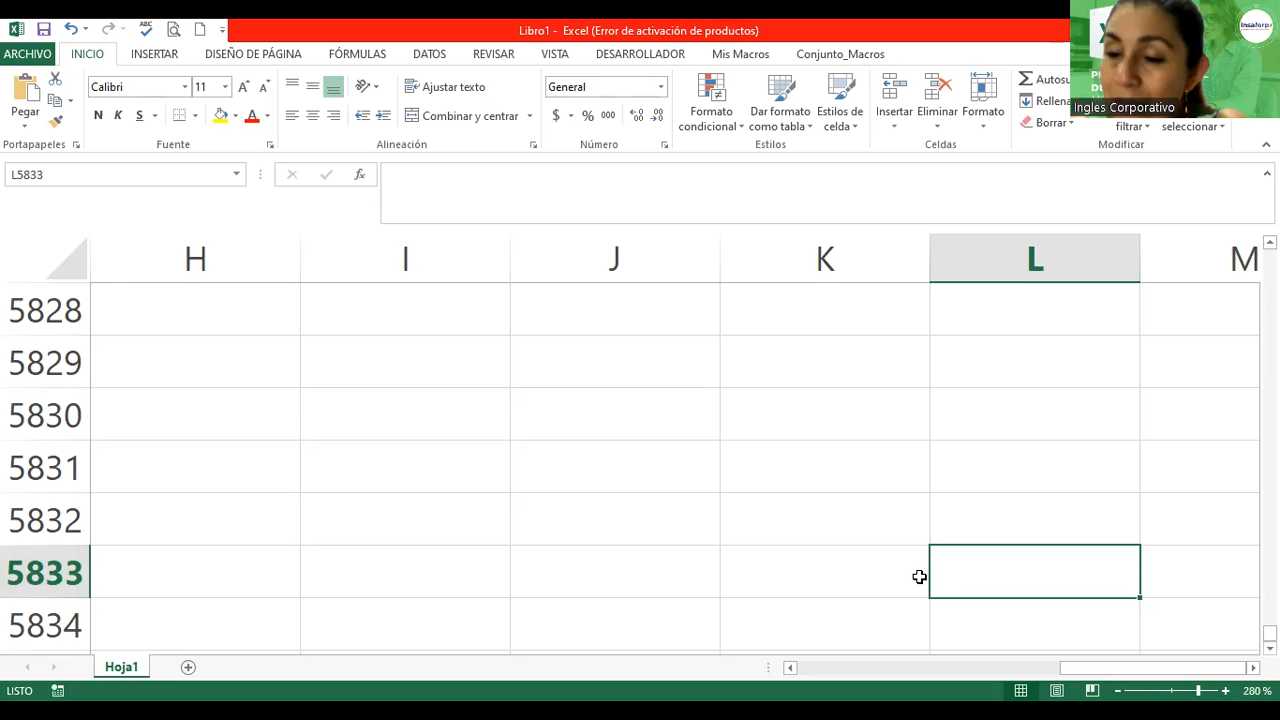 Libro1 - Excel (Error de activación de productos)
ARCHIVO INICIO INSERTAR DISEÑO DE PÁGINA FÓRMULAS DATOS REVISAR VISTA DESARROLLADOR Mis Macros Conjunto_Macros
Insaforp
Calibri 11 Ajustar texto General
Pegar N K S A Combinar y centrar $ % 000
Formato condicional Dar formato como tabla Estilos de celda Insertar Eliminar Formato
Rellena
Borrar filtrar seleccionar
Ingles Corporativo
Portapapeles Fuente Alineación Número Estilos Celdas Modificar
L5833 fx
H I J K L M
5828
5829
5830
5831
5832
5833
5834
Hoja1
LISTO 280 %